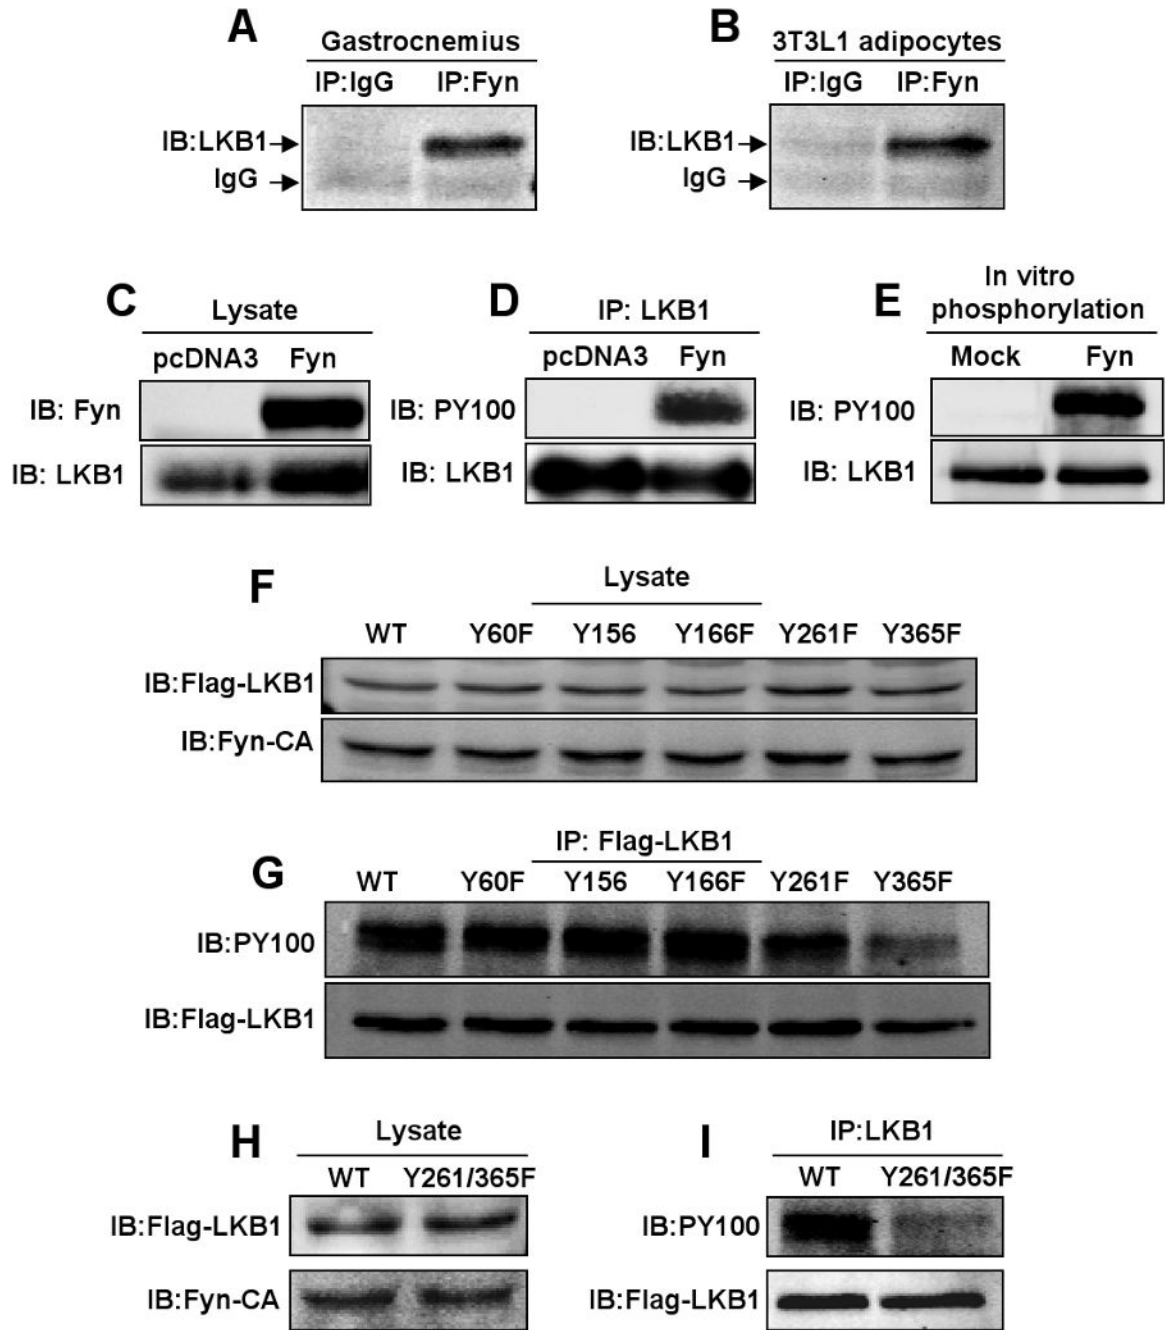 A
Gastrocnemius
IP:IgG IP:Fyn
IB:LKB1
IgG
B
3T3L1 adipocytes
IP:IgG IP:Fyn
IB:LKB1
IgG
C
Lysate
pcDNA3 Fyn
IB: Fyn
IB: LKB1
D
IP: LKB1
pcDNA3 Fyn
IB: PY100
IB: LKB1
E
In vitro
phosphorylation
Mock Fyn
IB: PY100
IB: LKB1
F
Lysate
WT Y60F Y156 Y166F Y261F Y365F
IB:Flag-LKB1
IB:Fyn-CA
G
IP: Flag-LKB1
WT Y60F Y156 Y166F Y261F Y365F
IB:PY100
IB:Flag-LKB1
H
Lysate
WT Y261/365F
IB:Flag-LKB1
IB:Fyn-CA
I
IP:LKB1
WT Y261/365F
IB:PY100
IB:Flag-LKB1